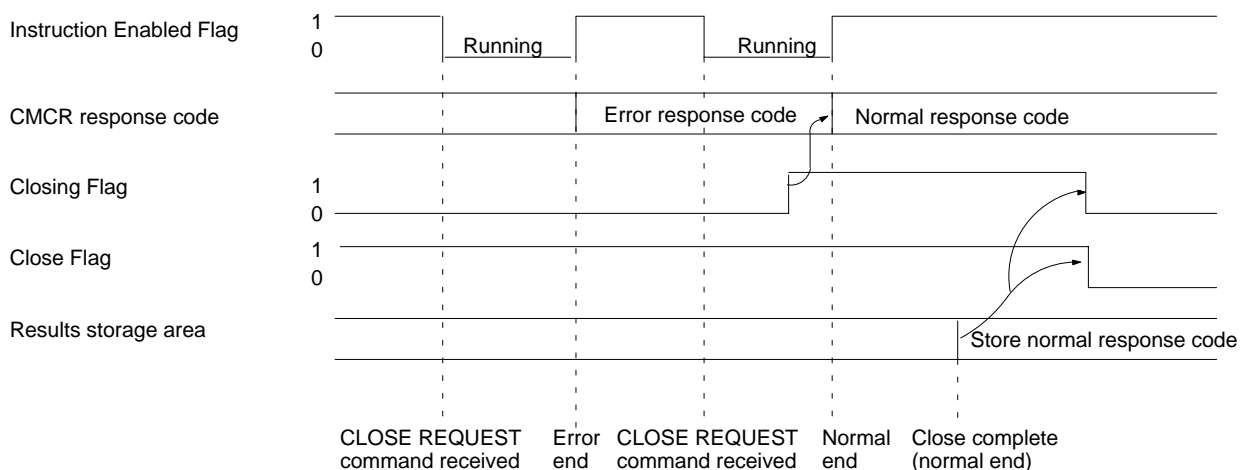 Instruction Enabled Flag
1
0
Running
Running
CMCR response code
Error response code
Normal response code
Closing Flag
1
0
Close Flag
1
0
Results storage area
Store normal response code
CLOSE REQUEST
command received
Error
end
CLOSE REQUEST
command received
Normal
end
Close complete
(normal end)